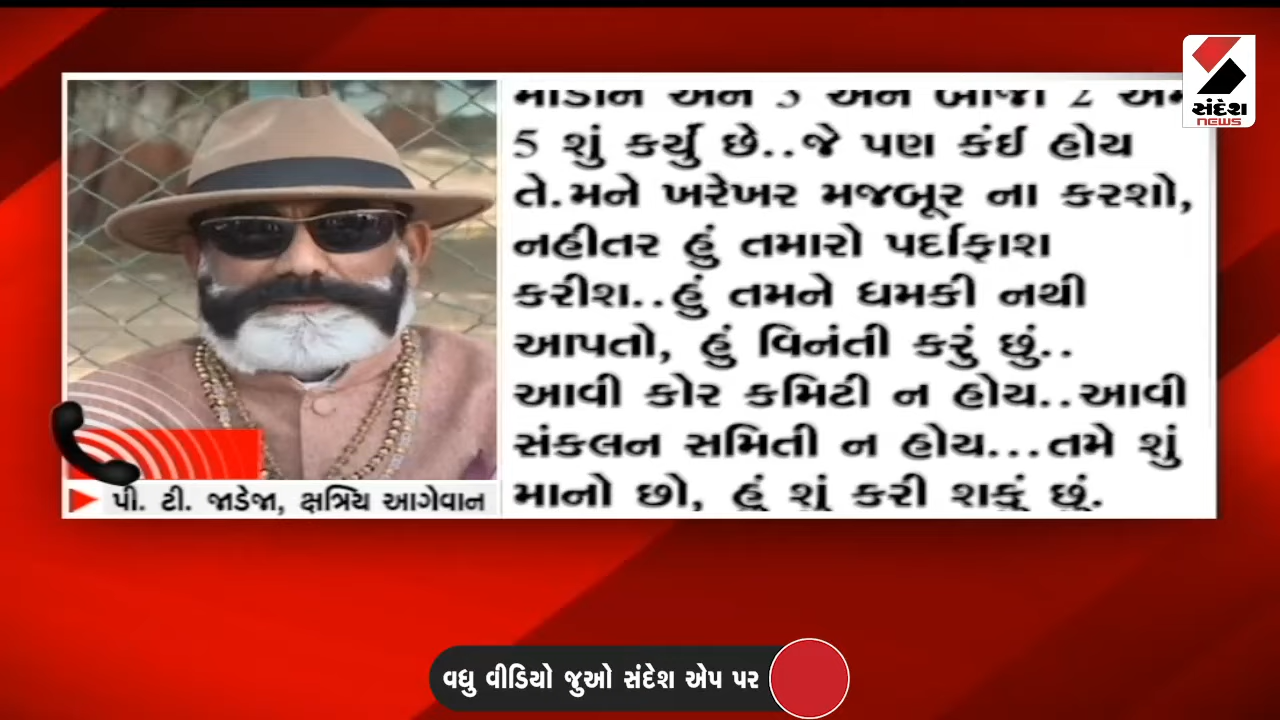 5 શું કર્યું છે..જે પણ કંઈ હોય
તે.મને ખરેખર મજબૂર ના કરશો,
નહીતર હું તમારો પર્દાફાશ
કરીશ..હું તમને ધમકી નથી
આપતો, હું વિનંતી કરું છું..
આવી કોર કમિટી ન હોય..આવી
સંકલન સમિતી ન હોય...તમે શું
માનો છો, હું શું કરી શકું છું.
પી. ટી. જાડેજા, ક્ષત્રિય આગેવાન
સંદેશ
NEWS
વધુ વીડિયો જુઓ સંદેશ એપ પર